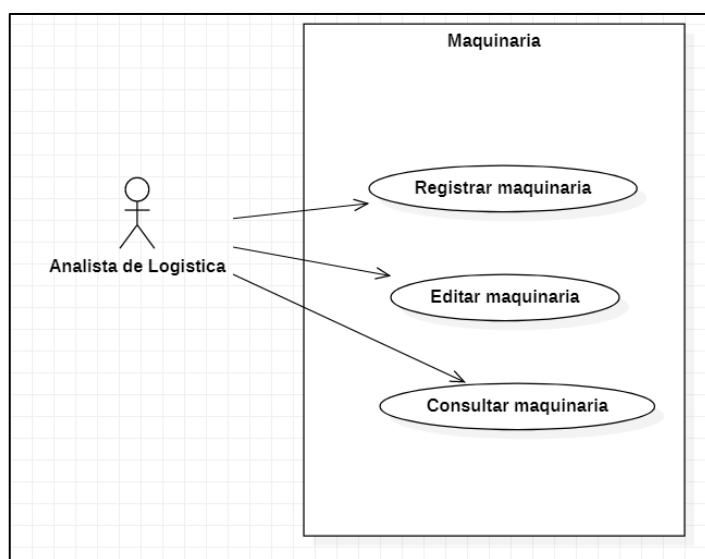 Maquinaria
Registrar maquinaria
Analista de Logistica
Editar maquinaria
Consultar maquinaria